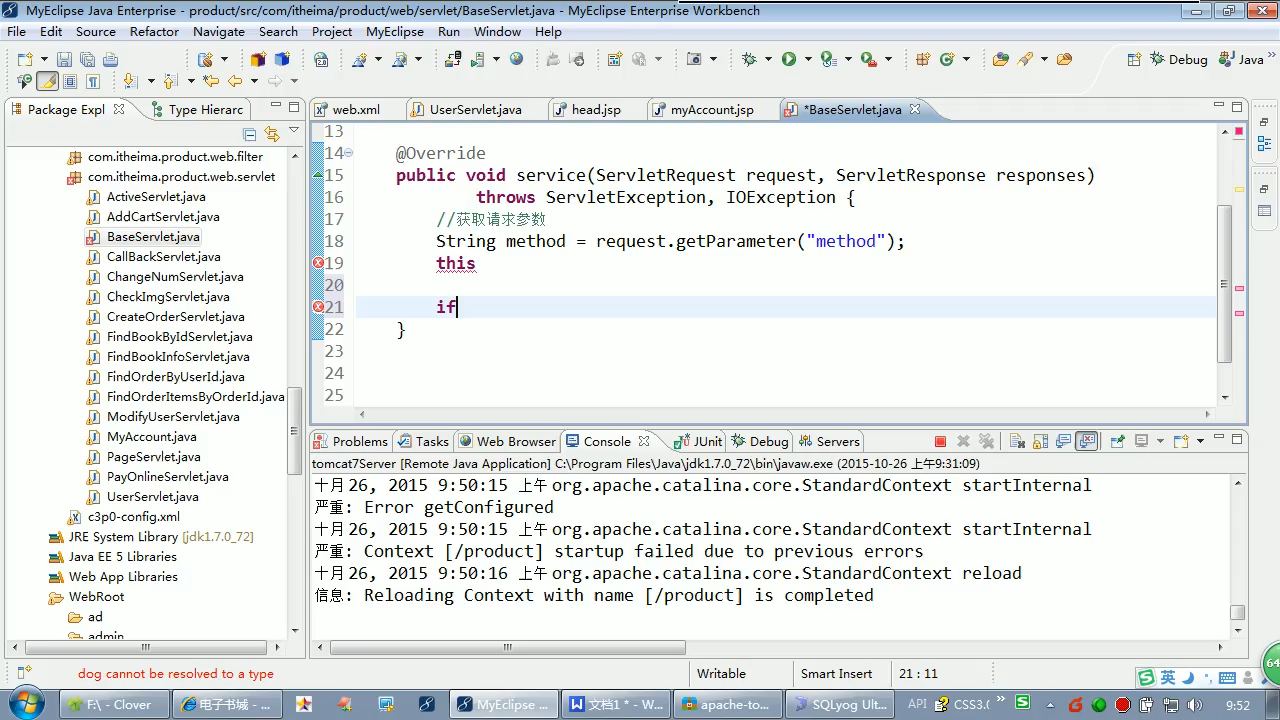 MyEclipse Java Enterprise - product/src/com/itheima/product/web/servlet/BaseServlet.java - MyEclipse Enterprise Workbench
File Edit Source Refactor Navigate Search Project MyEclipse Run Window Help
Debug Java
Package Expl Type Hierarc
com.itheima.product.web.filter
com.itheima.product.web.servlet
ActiveServlet.java
AddCartServlet.java
BaseServlet.java
CallBackServlet.java
ChangeNumServlet.java
CheckImgServlet.java
CreateOrderServlet.java
FindBookByIdServlet.java
FindBookInfoServlet.java
FindOrderByUserId.java
FindOrderItemsByOrderId.java
ModifyUserServlet.java
MyAccount.java
PageServlet.java
PayOnlineServlet.java
UserServlet.java
c3p0-config.xml
JRE System Library [jdk1.7.0_72]
Java EE 5 Libraries
Web App Libraries
WebRoot
ad
admin
web.xml UserServlet.java head.jsp myAccount.jsp *BaseServlet.java
13
14 @Override
15 public void service(ServletRequest request, ServletResponse responses)
16 throws ServletException, IOException {
17 //获取请求参数
18 String method = request.getParameter("method");
19 this
20
21 if
22 }
23
24
25
Problems Tasks Web Browser Console JUnit Debug Servers
tomcat7Server [Remote Java Application] C:\Program Files\Java\jdk1.7.0_72\bin\javaw.exe (2015-10-26 上午9:31:09)
十月 26, 2015 9:50:15 上午 org.apache.catalina.core.StandardContext startInternal
严重: Error getConfigured
十月 26, 2015 9:50:15 上午 org.apache.catalina.core.StandardContext startInternal
严重: Context [/product] startup failed due to previous errors
十月 26, 2015 9:50:16 上午 org.apache.catalina.core.StandardContext reload
信息: Reloading Context with name [/product] is completed
dog cannot be resolved to a type Writable Smart Insert 21 : 11
英
64
F:\ - Clover 电子书城 - ... MyEclipse ... 文档1 * - W... apache-to... SQLyog Ult... API CSS3.0 9:52